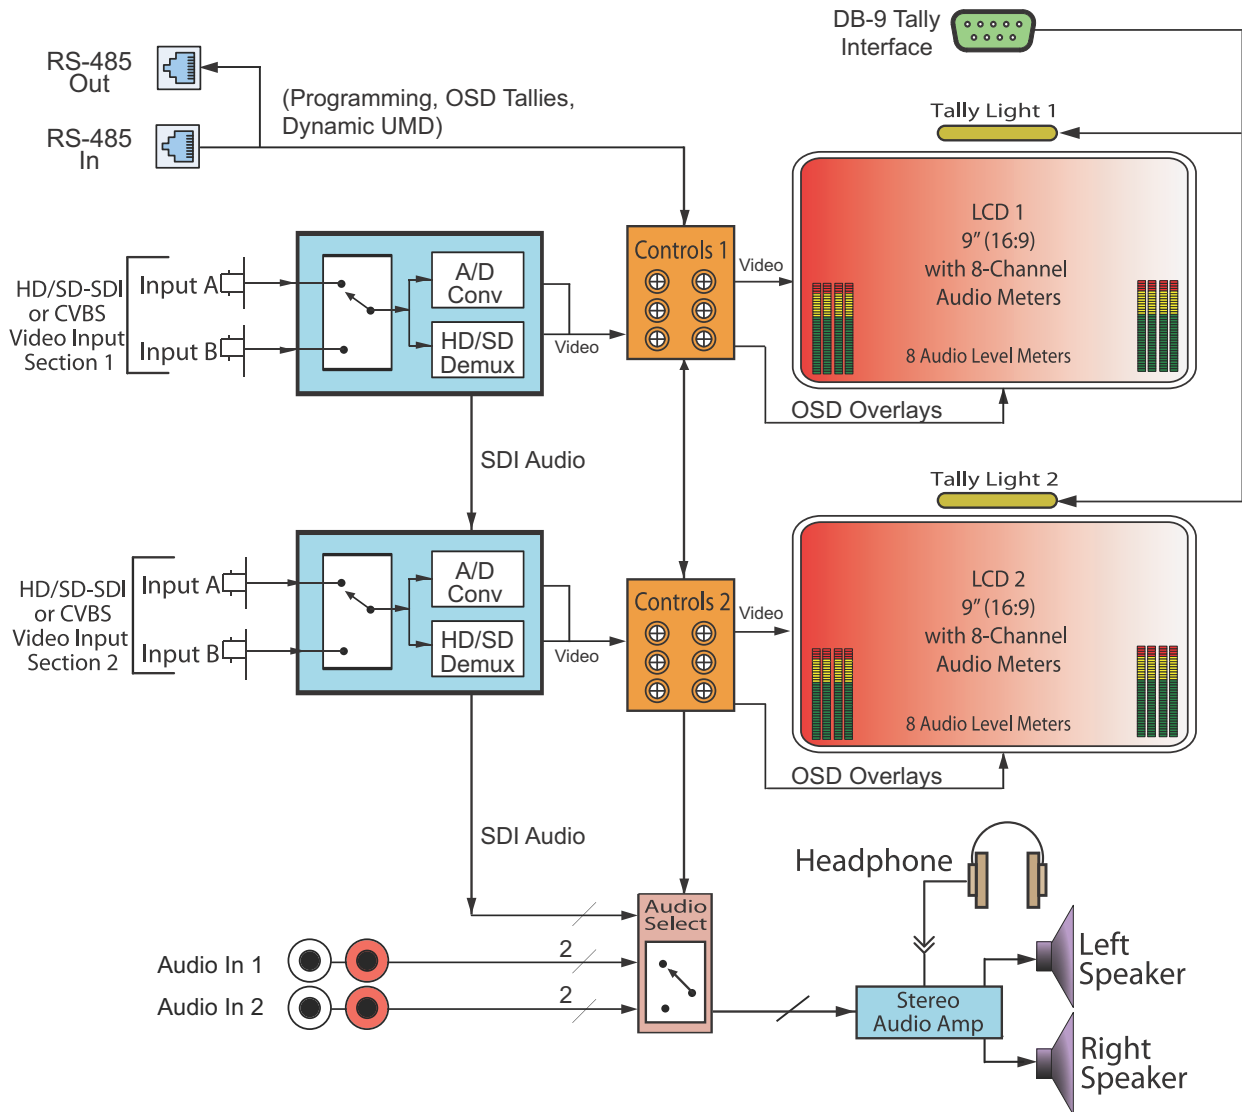 DB-9 Tally
Interface
RS-485
Out
(Programming, OSD Tallies,
Dynamic UMD)
RS-485
In
Tally Light 1
LCD 1
9” (16:9)
with 8-Channel
Audio Meters
8 Audio Level Meters
Controls 1
Video
HD/SD-SDI
or CVBS
Video Input
Section 1
Input A
Input B
A/D
Conv
HD/SD
Demux
Video
OSD Overlays
SDI Audio
Tally Light 2
LCD 2
9” (16:9)
with 8-Channel
Audio Meters
8 Audio Level Meters
Controls 2
Video
HD/SD-SDI
or CVBS
Video Input
Section 2
Input A
Input B
A/D
Conv
HD/SD
Demux
Video
OSD Overlays
SDI Audio
Headphone
Audio
Select
Audio In 1
2
Audio In 2
2
Stereo
Audio Amp
Left
Speaker
Right
Speaker